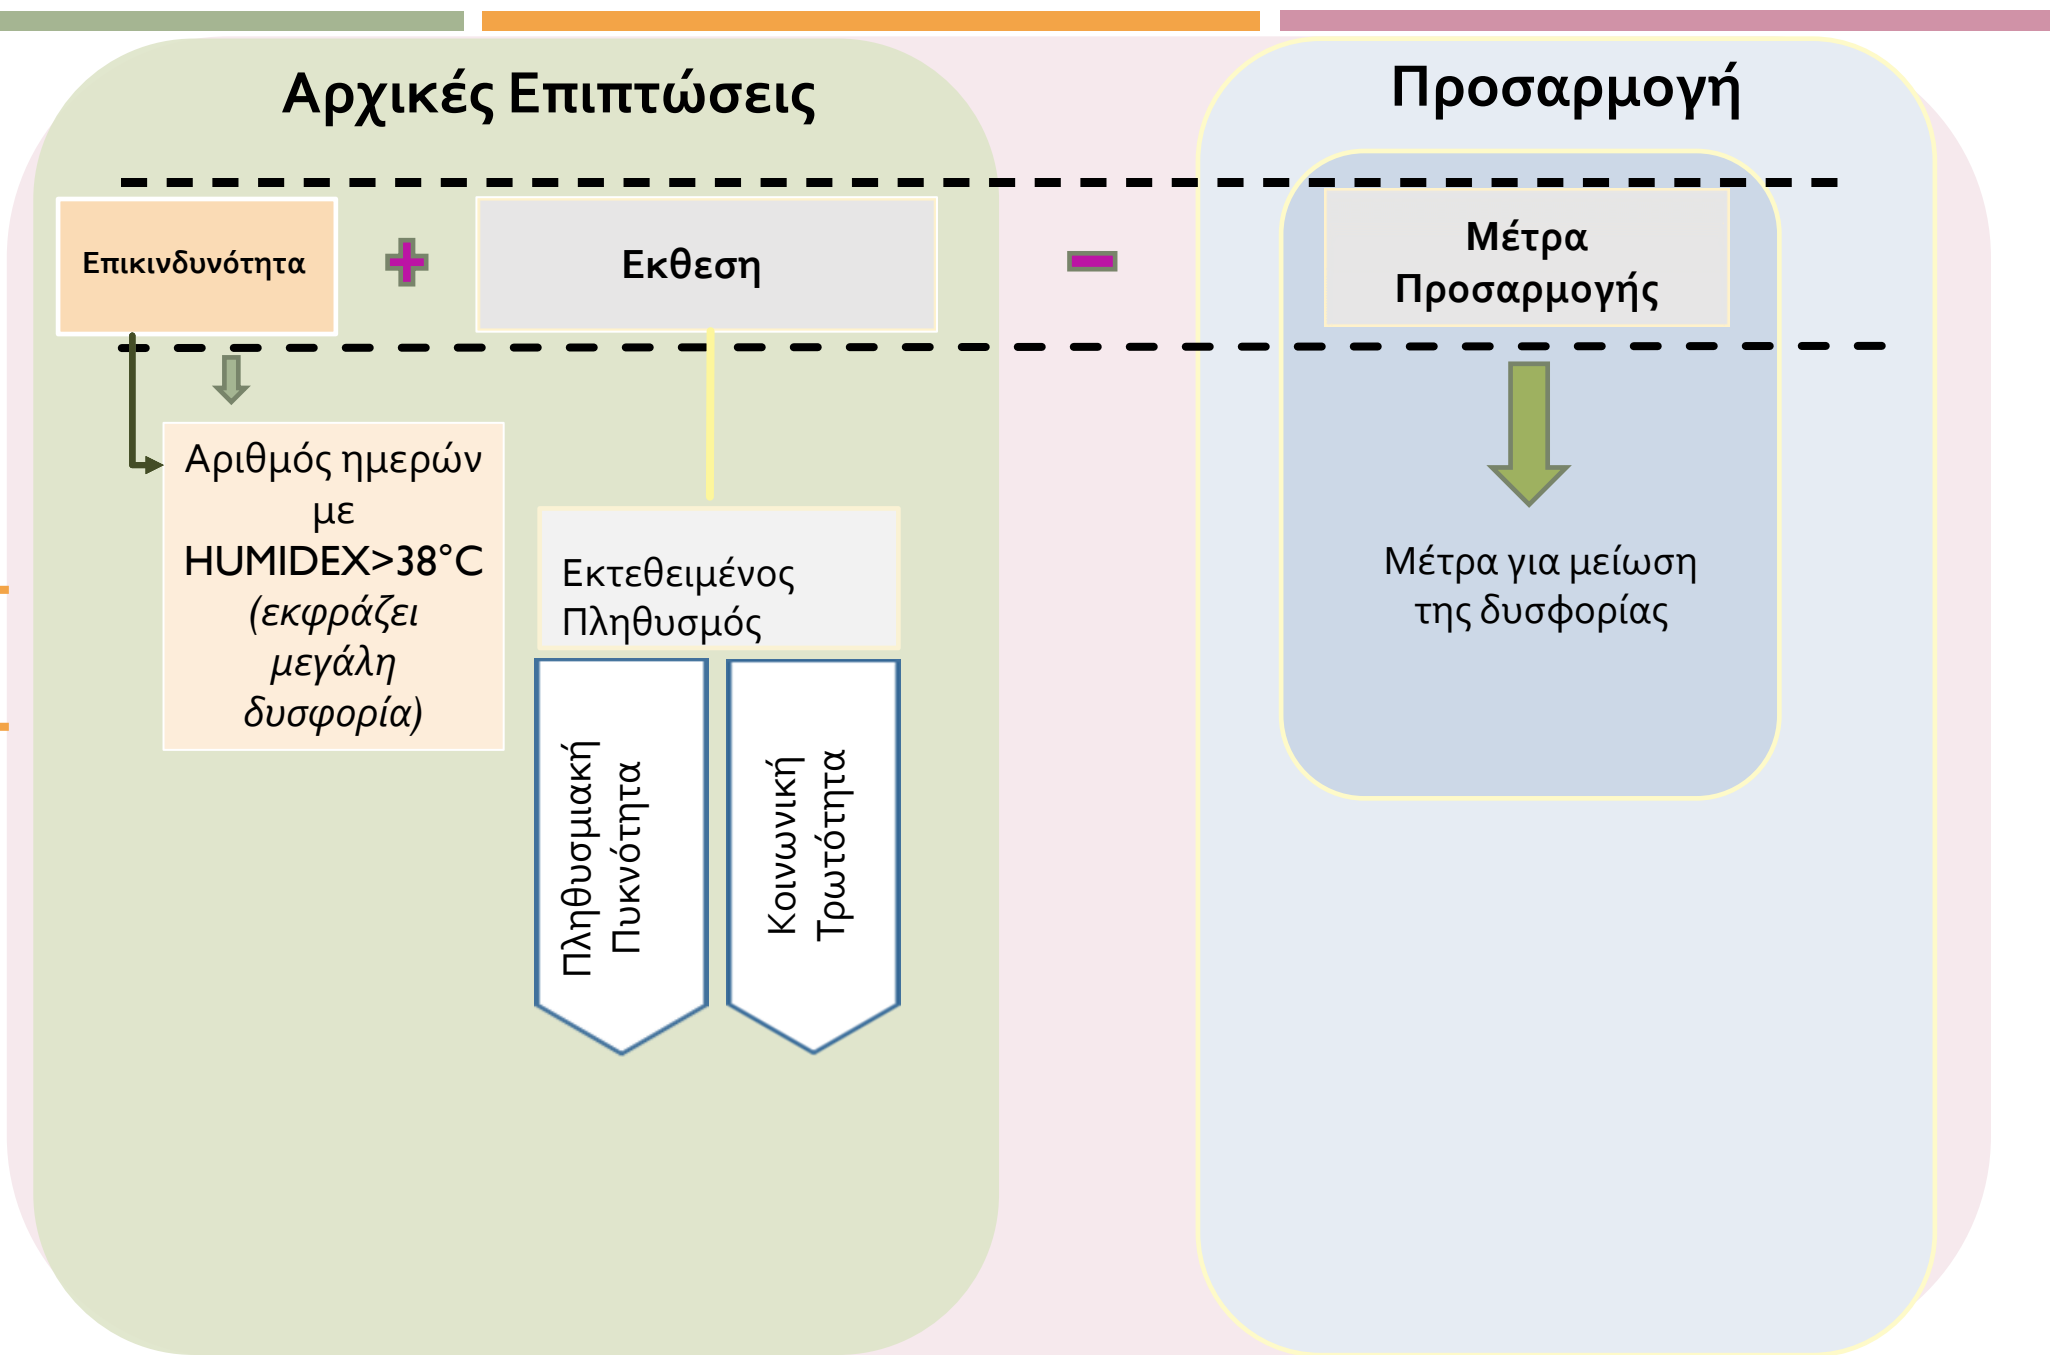 Αρχικές Επιπτώσεις
Προσαρμογή
Επικινδυνότητα
Εκθεση
Μέτρα
Προσαρμογής
Αριθμός ημερών
με
HUMIDEX>38°C
(εκφράζει
μεγάλη
δυσφορία)
Εκτεθειμένος
Πληθυσμός
Πληθυσμιακή
Πυκνότητα
Κοινωνική
Τρωτότητα
Μέτρα για μείωση
της δυσφορίας